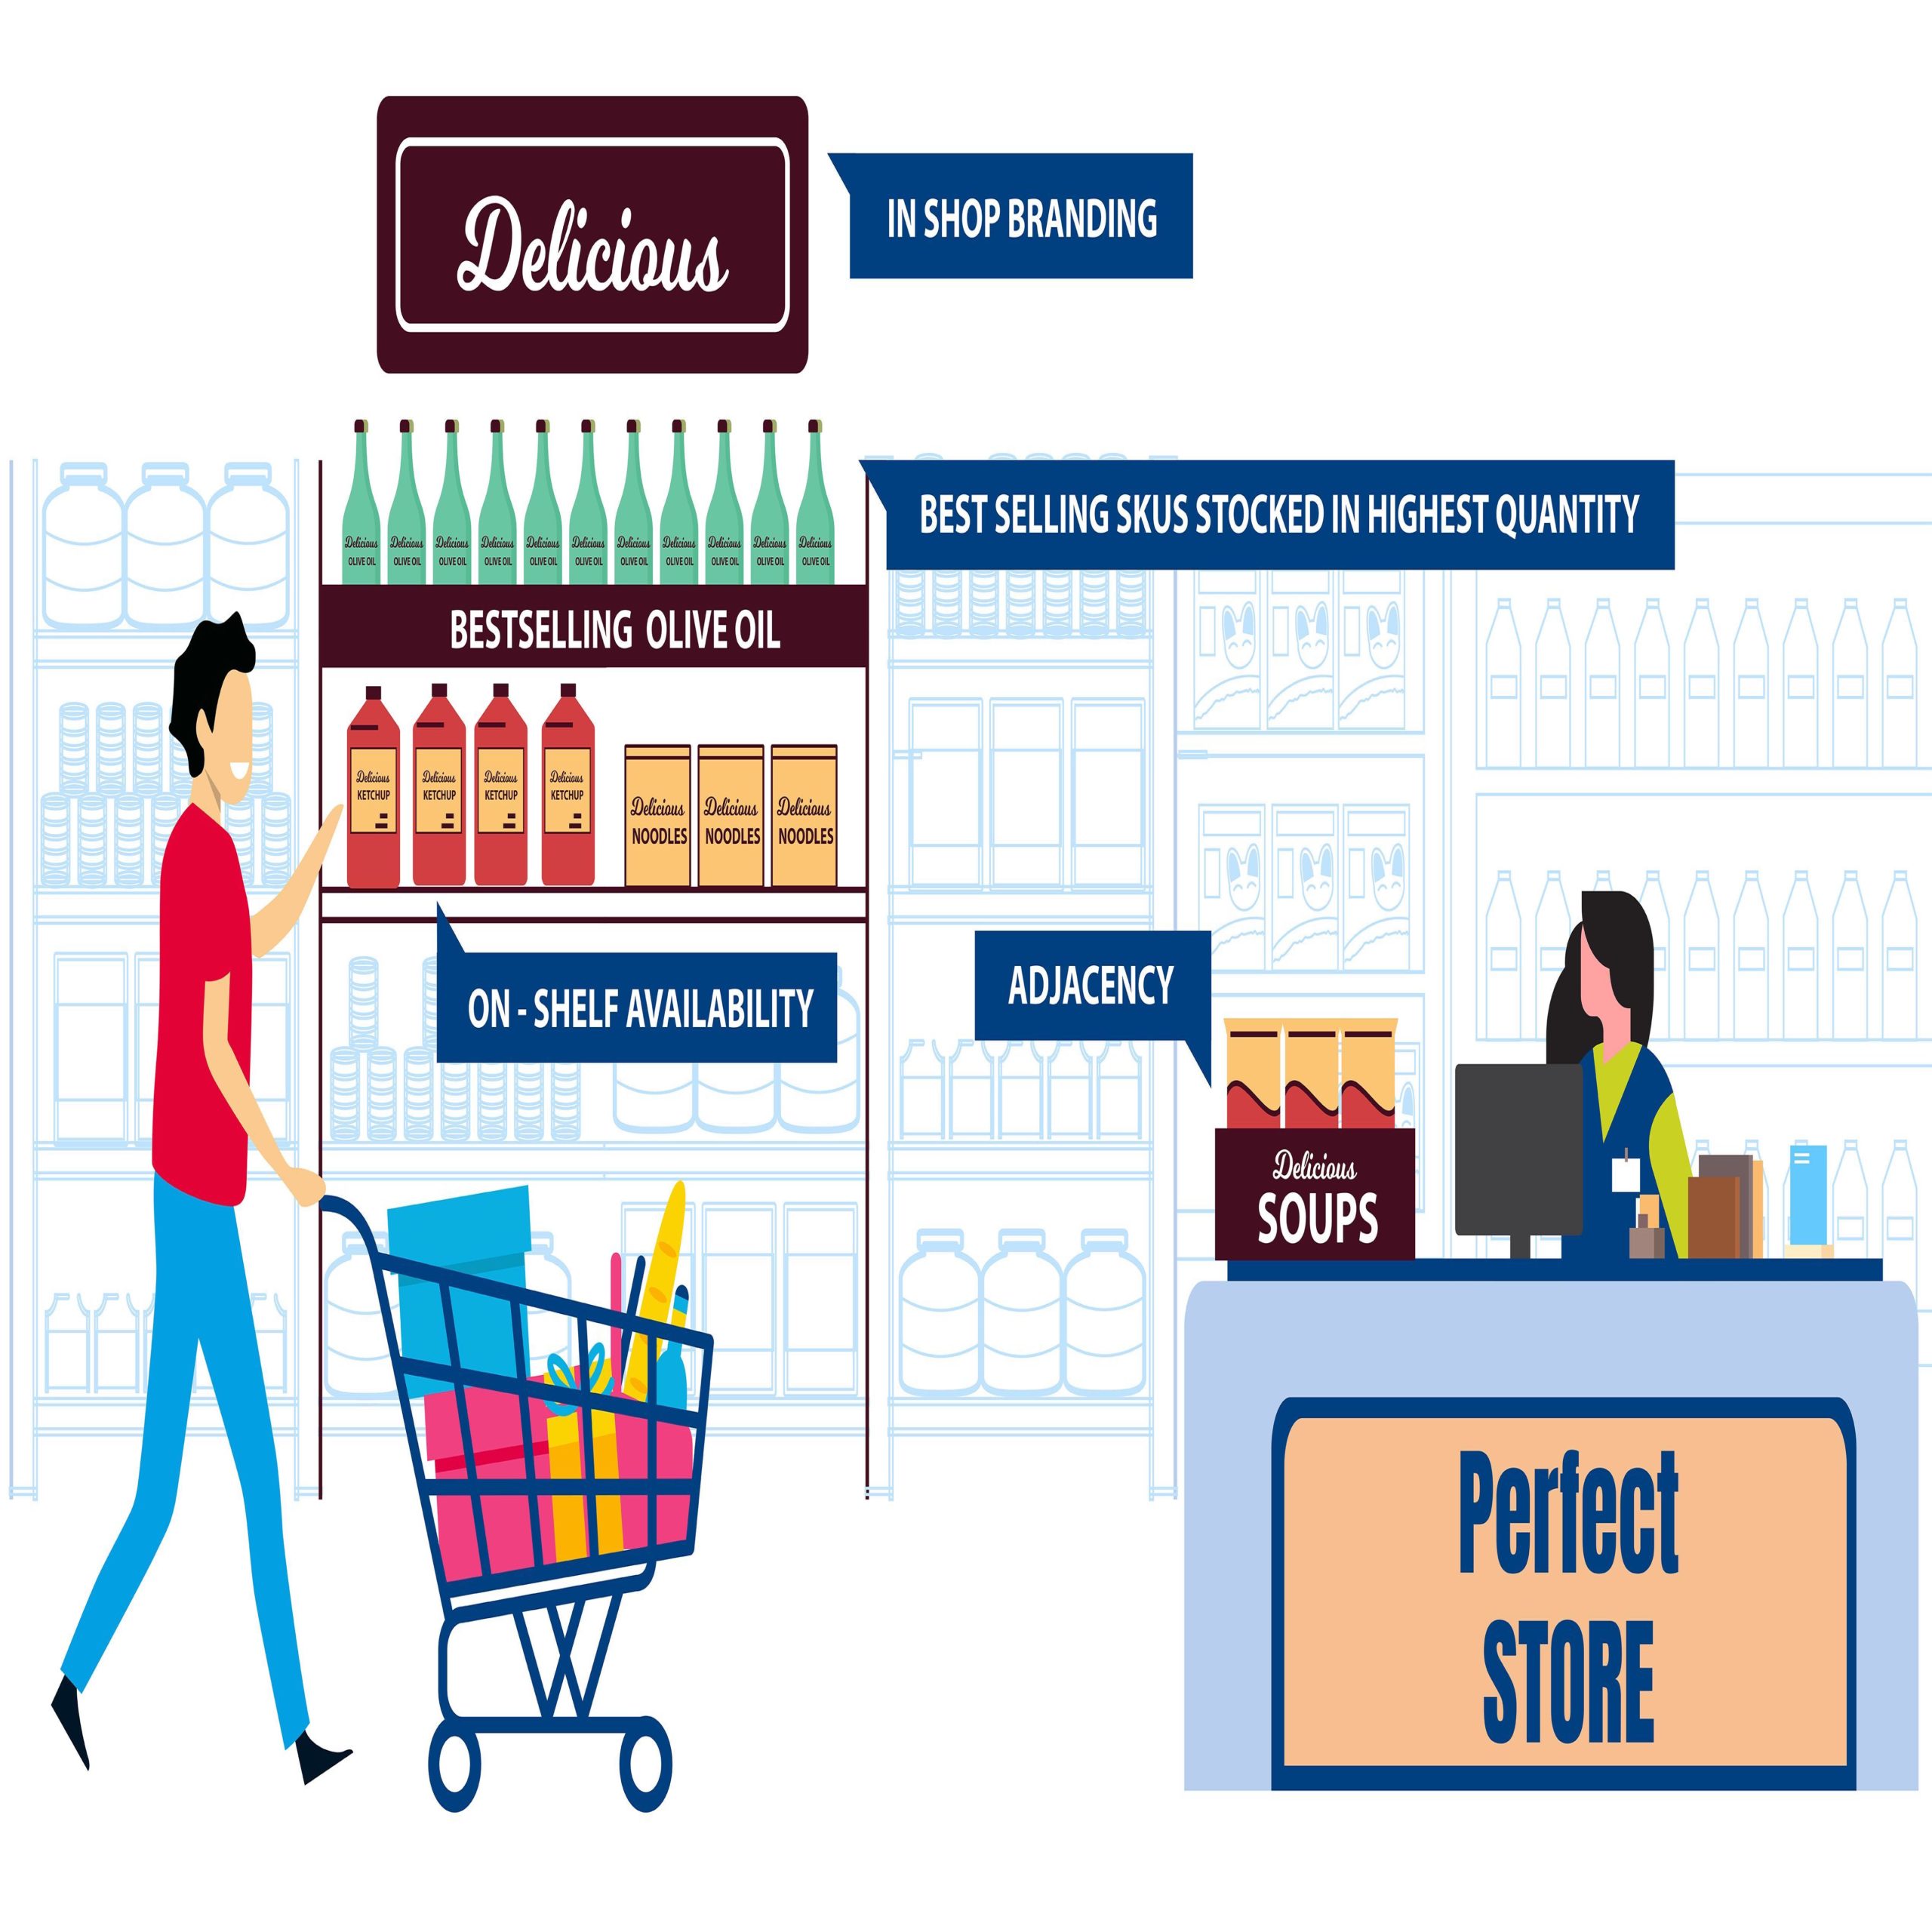 Delicious
IN SHOP BRANDING
BEST SELLING SKUS STOCKED IN HIGHEST QUANTITY
Delicious Delicious Delicious Delicious Delicious Delicious Delicious Delicious Delicious Delicious Delicious
OLIVE OIL OLIVE OIL OLIVE OIL OLIVE OIL OLIVE OIL OLIVE OIL OLIVE OIL OLIVE OIL OLIVE OIL OLIVE OIL OLIVE OIL
BESTSELLING OLIVE OIL
Delicious Delicious Delicious Delicious
KETCHUP KETCHUP KETCHUP KETCHUP
Delicious Delicious Delicious
NOODLES NOODLES NOODLES
ON - SHELF AVAILABILITY
ADJACENCY
Delicious
SOUPS
Perfect
STORE